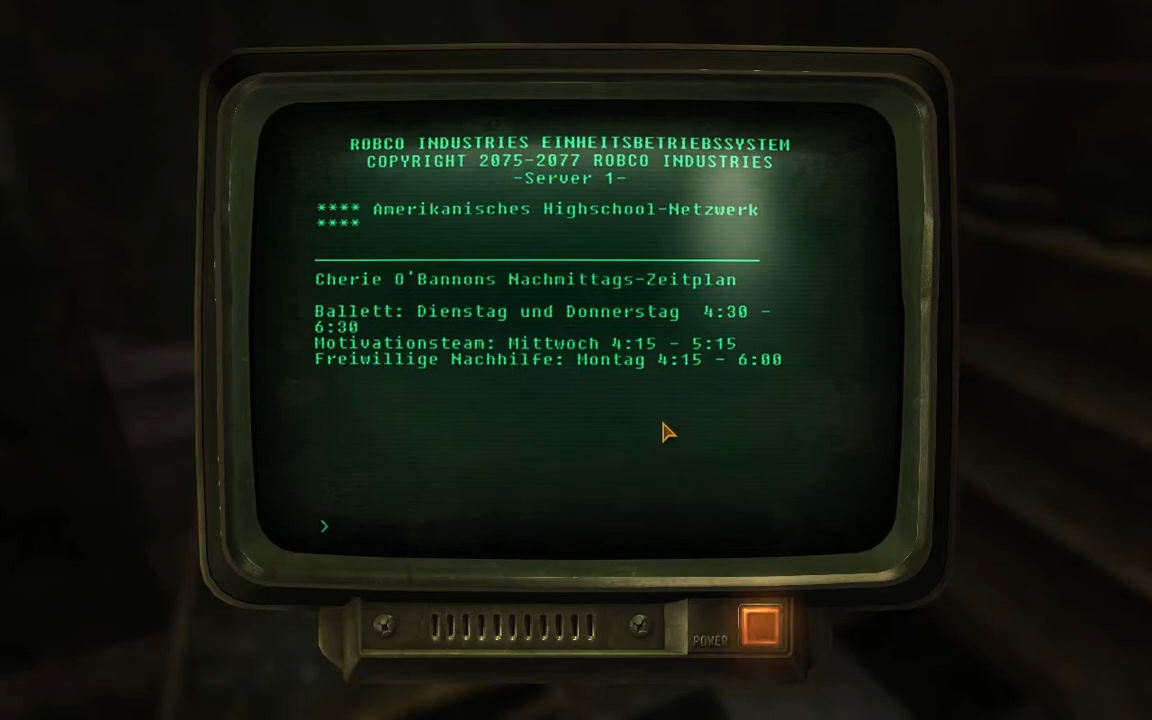 ROBCO INDUSTRIES EINHEITSBETRIEBSSYSTEM
COPYRIGHT 2075-2077 ROBCO INDUSTRIES
-Server 1-
**** Amerikanisches Highschool-Netzwerk
****
Cherie O'Bannons Nachmittags-Zeitplan
Ballett: Dienstag und Donnerstag  4:30 -
6:30
Motivationsteam: Mittwoch 4:15 - 5:15
Freiwillige Nachhilfe: Montag 4:15 - 6:00
>
POWER